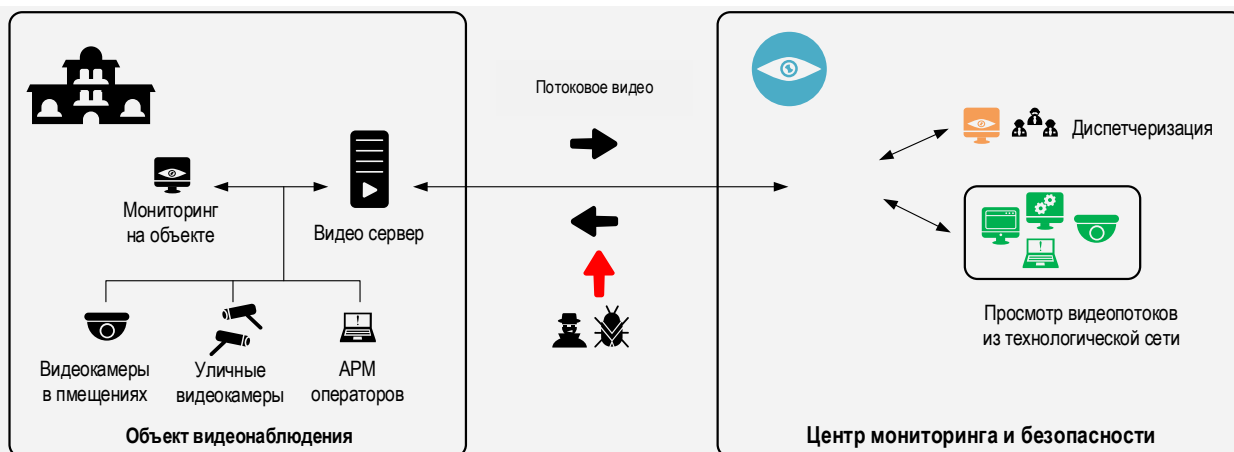 Потоковое видео
Диспетчеризация
Мониторинг
на объекте
Видео сервер
Просмотр видеопотоков
из технологической сети
Видеокамеры
в пмещениях
Уличные
видеокамеры
АРМ
операторов
Объект видеонаблюдения
Центр мониторинга и безопасности